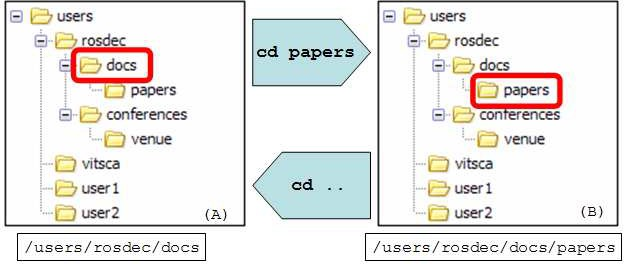 users
rosdec
docs
papers
conferences
venue
vitsca
user1
user2
(A)
/users/rosdec/docs
cd papers
cd ..
users
rosdec
docs
papers
conferences
venue
vitsca
user1
user2
(B)
/users/rosdec/docs/papers